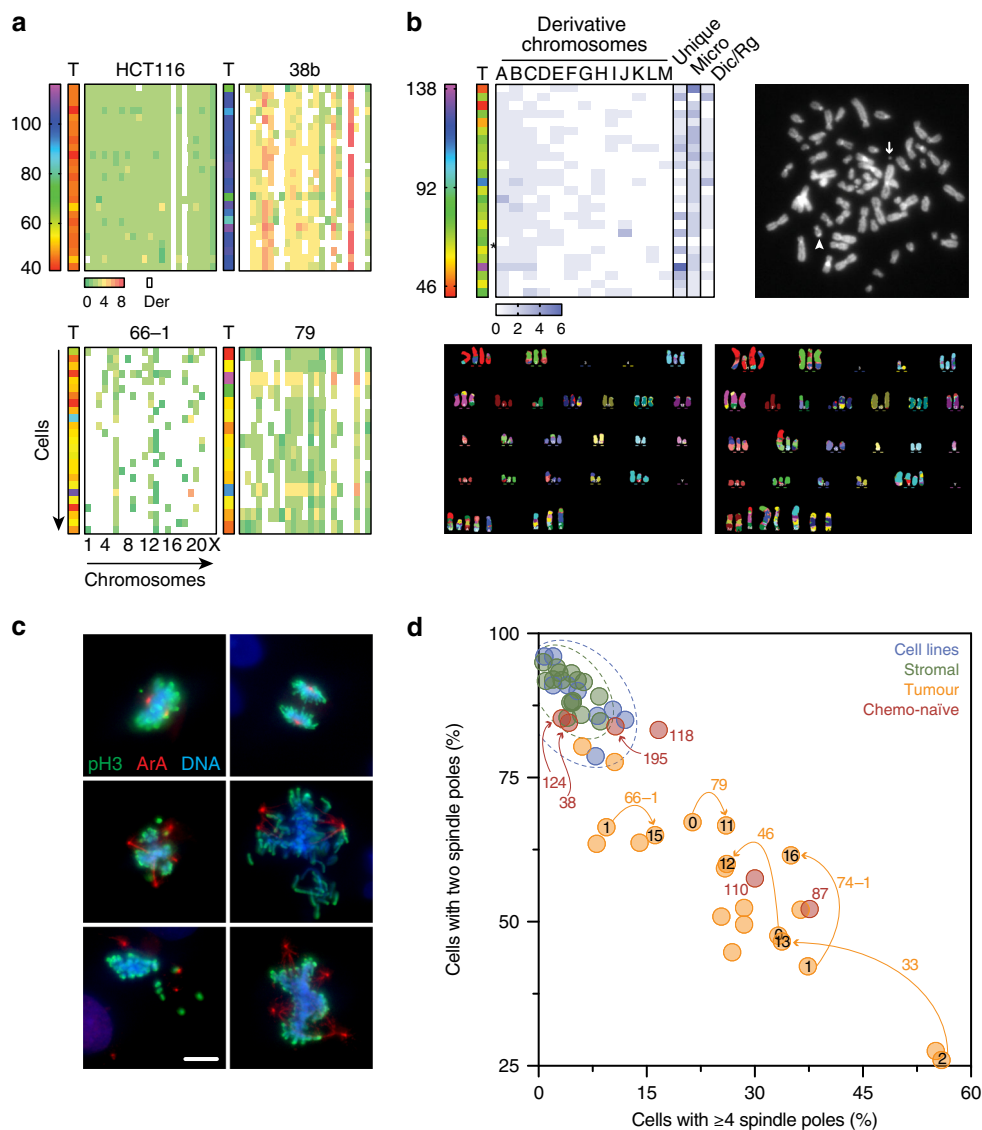 a
T HCT116 T 38b
100
80
60
40
0 4 8 Der
T 66–1 T 79
Cells
1 4 8 12 16 20 X
Chromosomes
b
Derivative
chromosomes
Unique
Micro
Dic/Rg
T A B C D E F G H I J K L M
138
92
*
46
0 2 4 6
c
pH3 ArA DNA
d
Cells with two spindle poles (%)
100
75
50
25
0 15 30 45 60
Cells with ≥4 spindle poles (%)
Cell lines
Stromal
Tumour
Chemo-naïve
118
195
124
38
66–1
79
1
15
0
11
46
12
16
110
87
74–1
13
1
33
2